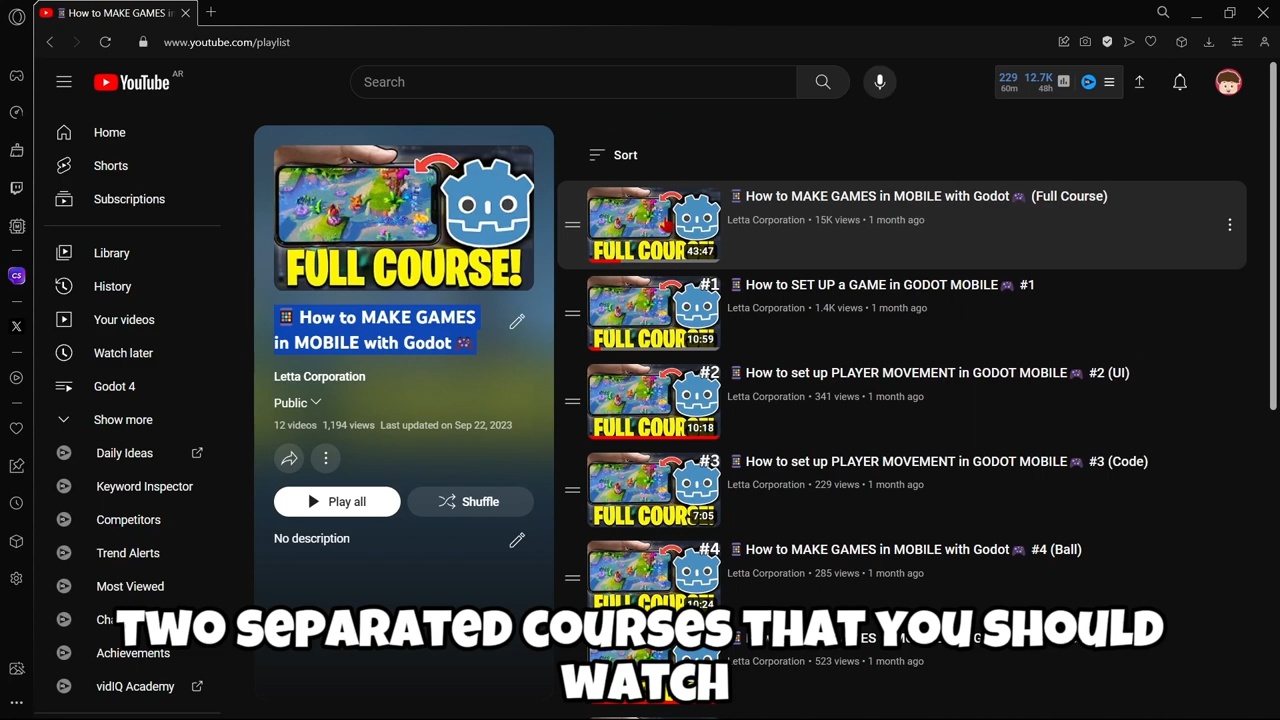 How to MAKE GAMES in
www.youtube.com/playlist
YouTube AR
Search
229 12.7K
60m 48h
Home
Shorts
Subscriptions
Library
History
Your videos
Watch later
Godot 4
Show more
Daily Ideas
Keyword Inspector
Competitors
Trend Alerts
Most Viewed
Achievements
vidIQ Academy
CS
FULL COURSE!
How to MAKE GAMES
in MOBILE with Godot
Letta Corporation
Public
12 videos 1,194 views Last updated on Sep 22, 2023
Play all
Shuffle
No description
Sort
FULL
43:47
How to MAKE GAMES in MOBILE with Godot (Full Course)
Letta Corporation • 15K views • 1 month ago
#1
FULL
10:59
How to SET UP a GAME in GODOT MOBILE #1
Letta Corporation • 1.4K views • 1 month ago
#2
FULL
10:18
How to set up PLAYER MOVEMENT in GODOT MOBILE #2 (UI)
Letta Corporation • 341 views • 1 month ago
#3
FULL
7:05
How to set up PLAYER MOVEMENT in GODOT MOBILE #3 (Code)
Letta Corporation • 229 views • 1 month ago
#4
10:24
How to MAKE GAMES in MOBILE with Godot #4 (Ball)
Letta Corporation • 285 views • 1 month ago
523 views • 1 month ago
TWO SEPARATED COURSES THAT YOU SHOULD
WATCH